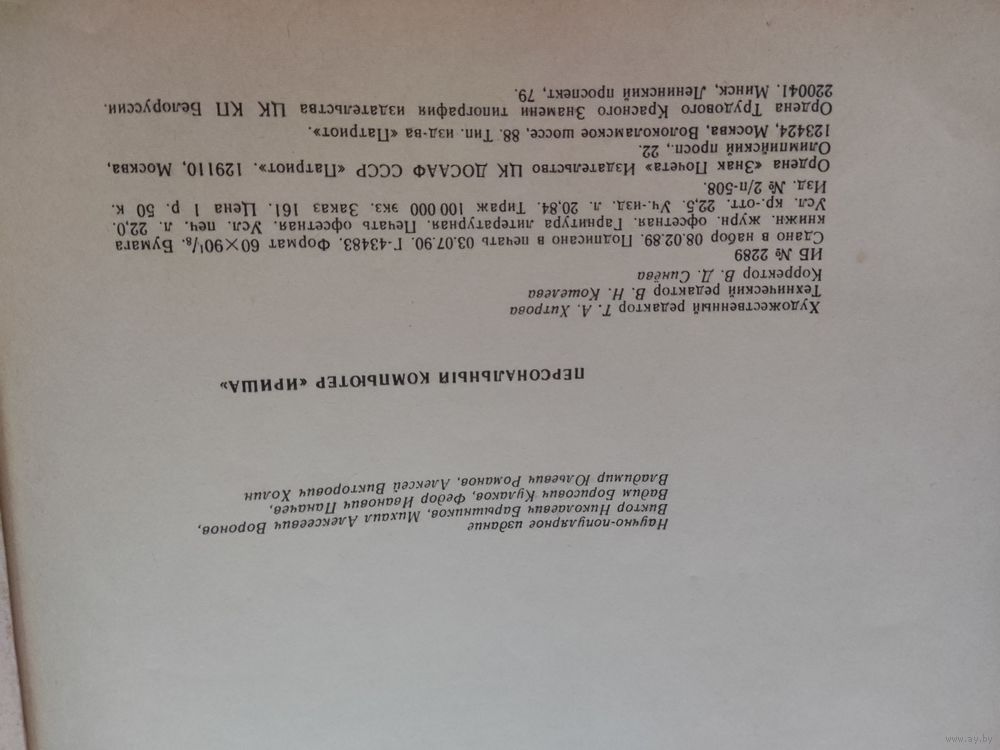 Научно-популярное издание
Виктор Николаевич Барышников, Михаил Алексеевич Воронов,
Вадим Борисович Кулаков, Федор Иванович Паначев,
Владимир Юльевич Романов, Алексей Викторович Холин
ПЕРСОНАЛЬНЫЙ КОМПЬЮТЕР «ИРИША»
Художественный редактор Т. А. Хитрова
Технический редактор В. Н. Кошелева
Корректор В. Д. Синёва
ИБ № 2289
Сдано в набор 08.02.89. Подписано в печать 03.07.90. Г-43483. Формат 60×90¹/₈. Бумага
книжн. журн. офсетная. Гарнитура литературная. Печать офсетная. Усл. печ. л. 22,0.
Усл. кр.-отт. 22,5. Уч.-изд. л. 20,84. Тираж 100 000 экз. Заказ 161. Цена 1 р. 50 к.
Изд. № 2/п-508.
Ордена «Знак Почета» Издательство ЦК ДОСААФ СССР «Патриот». 129110, Москва,
Олимпийский просп., 22.
123424, Москва, Волоколамское шоссе, 88. Тип. изд-ва «Патриот».
Ордена Трудового Красного Знамени типография издательства ЦК КП Белоруссии.
220041. Минск, Ленинский проспект, 79.
www.ay.by